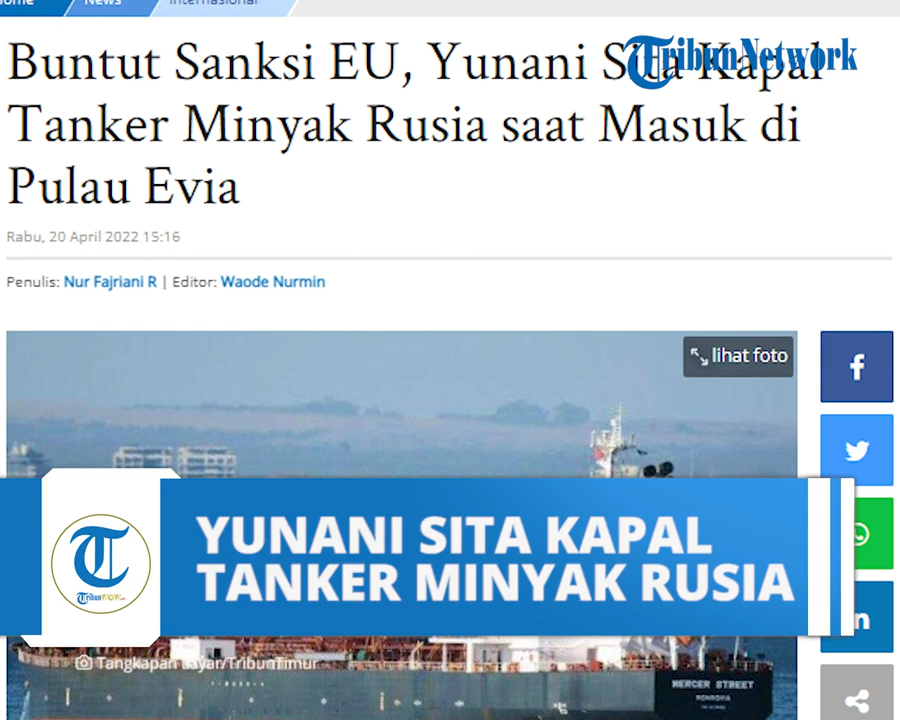 Home News Internasional
TribunNetwork
Buntut Sanksi EU, Yunani Sita Kapal
Tanker Minyak Rusia saat Masuk di
Pulau Evia
Rabu, 20 April 2022 15:16
Penulis: Nur Fajriani R | Editor: Waode Nurmin
lihat foto
YUNANI SITA KAPAL
TANKER MINYAK RUSIA
T
TribunWOW.com
Tangkapan Layar/TribunTimur
MERCER STREET
MONROVIA